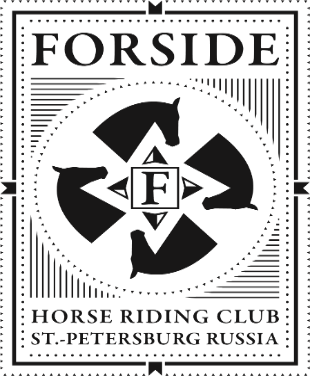 FORSIDE
F
HORSE RIDING CLUB
ST.-PETERSBURG RUSSIA